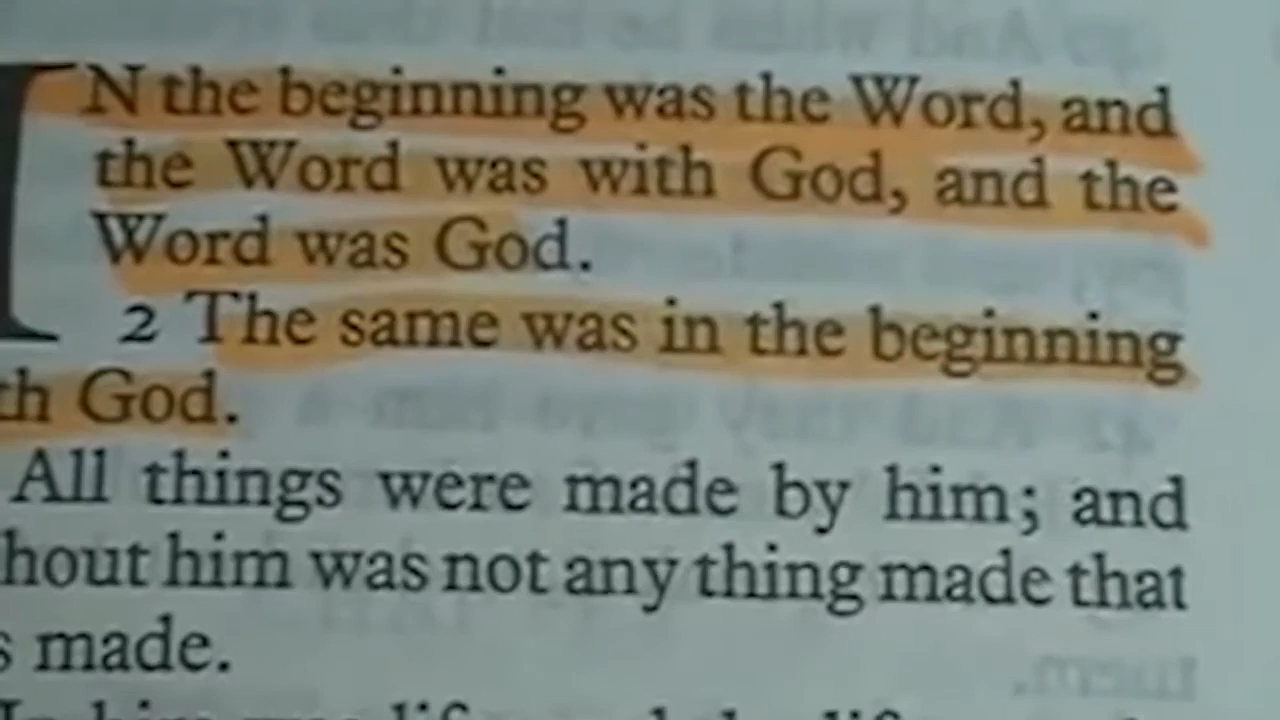 IN the beginning was the Word, and
the Word was with God, and the
Word was God.
2 The same was in the beginning
th God.
All things were made by him; and
hout him was not any thing made that
s made.